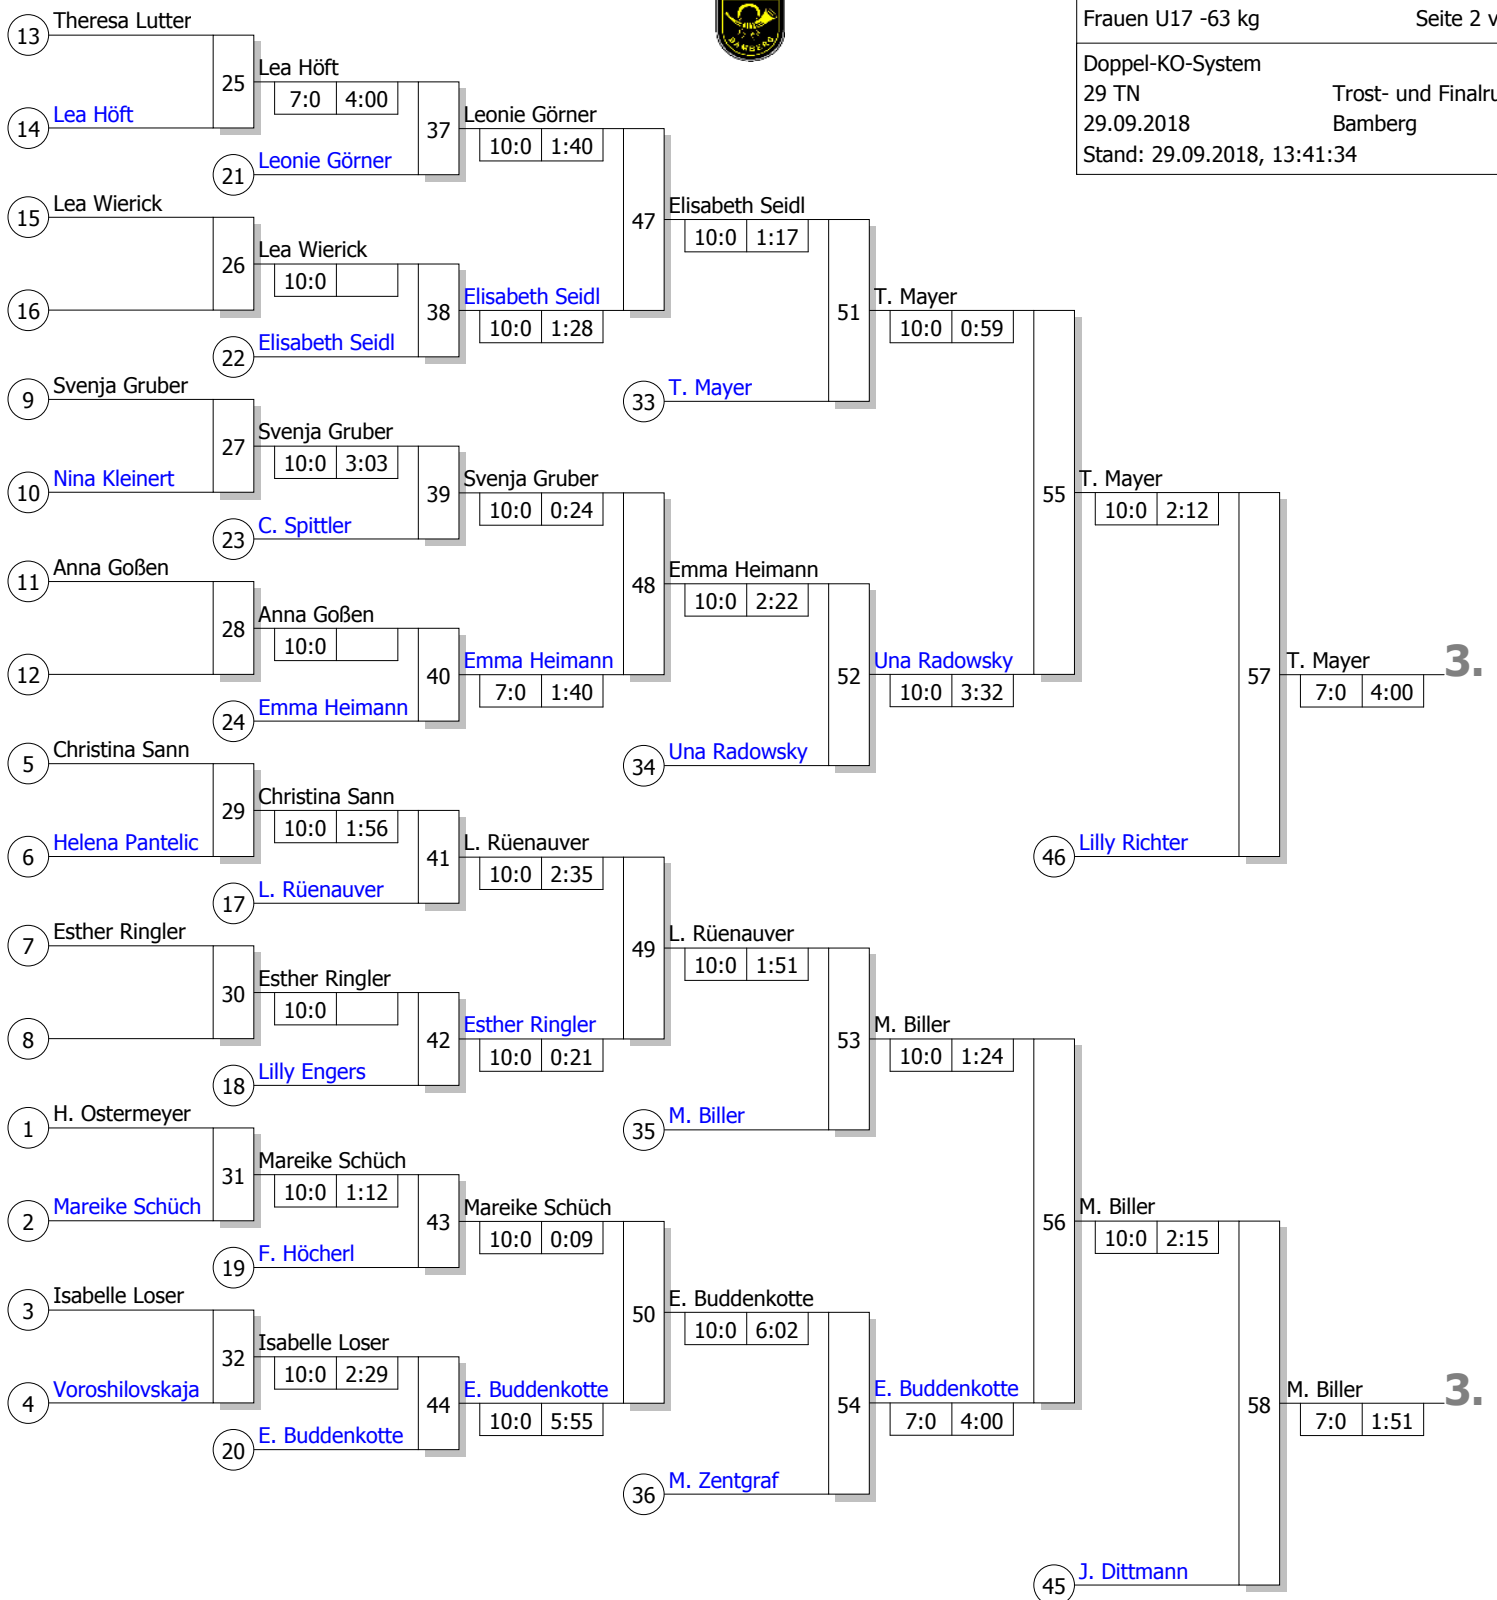 BAMBERG
Frauen U17 -63 kg Seite 2 v
Doppel-KO-System
29 TN Trost- und Finalru
29.09.2018 Bamberg
Stand: 29.09.2018, 13:41:34
13 Theresa Lutter
25 Lea Höft
7:0 4:00
14 Lea Höft
37 Leonie Görner
10:0 1:40
21 Leonie Görner
15 Lea Wierick
47 Elisabeth Seidl
10:0 1:17
26 Lea Wierick
10:0
16
38 Elisabeth Seidl
10:0 1:28
22 Elisabeth Seidl
51 T. Mayer
10:0 0:59
33 T. Mayer
9 Svenja Gruber
27 Svenja Gruber
10:0 3:03
10 Nina Kleinert
39 Svenja Gruber
10:0 0:24
23 C. Spittler
55 T. Mayer
10:0 2:12
11 Anna Goßen
48 Emma Heimann
10:0 2:22
28 Anna Goßen
10:0
12
40 Emma Heimann
7:0 1:40
24 Emma Heimann
52 Una Radowsky
10:0 3:32
34 Una Radowsky
57 T. Mayer 3.
7:0 4:00
5 Christina Sann
29 Christina Sann
10:0 1:56
6 Helena Pantelic
41 L. Rüenauver
10:0 2:35
17 L. Rüenauver
46 Lilly Richter
7 Esther Ringler
49 L. Rüenauver
10:0 1:51
30 Esther Ringler
10:0
8
42 Esther Ringler
10:0 0:21
18 Lilly Engers
53 M. Biller
10:0 1:24
35 M. Biller
1 H. Ostermeyer
31 Mareike Schüch
10:0 1:12
2 Mareike Schüch
43 Mareike Schüch
10:0 0:09
19 F. Höcherl
56 M. Biller
10:0 2:15
3 Isabelle Loser
50 E. Buddenkotte
10:0 6:02
32 Isabelle Loser
10:0 2:29
4 Voroshilovskaja
44 E. Buddenkotte
10:0 5:55
20 E. Buddenkotte
54 E. Buddenkotte
7:0 4:00
36 M. Zentgraf
58 M. Biller 3.
7:0 1:51
45 J. Dittmann